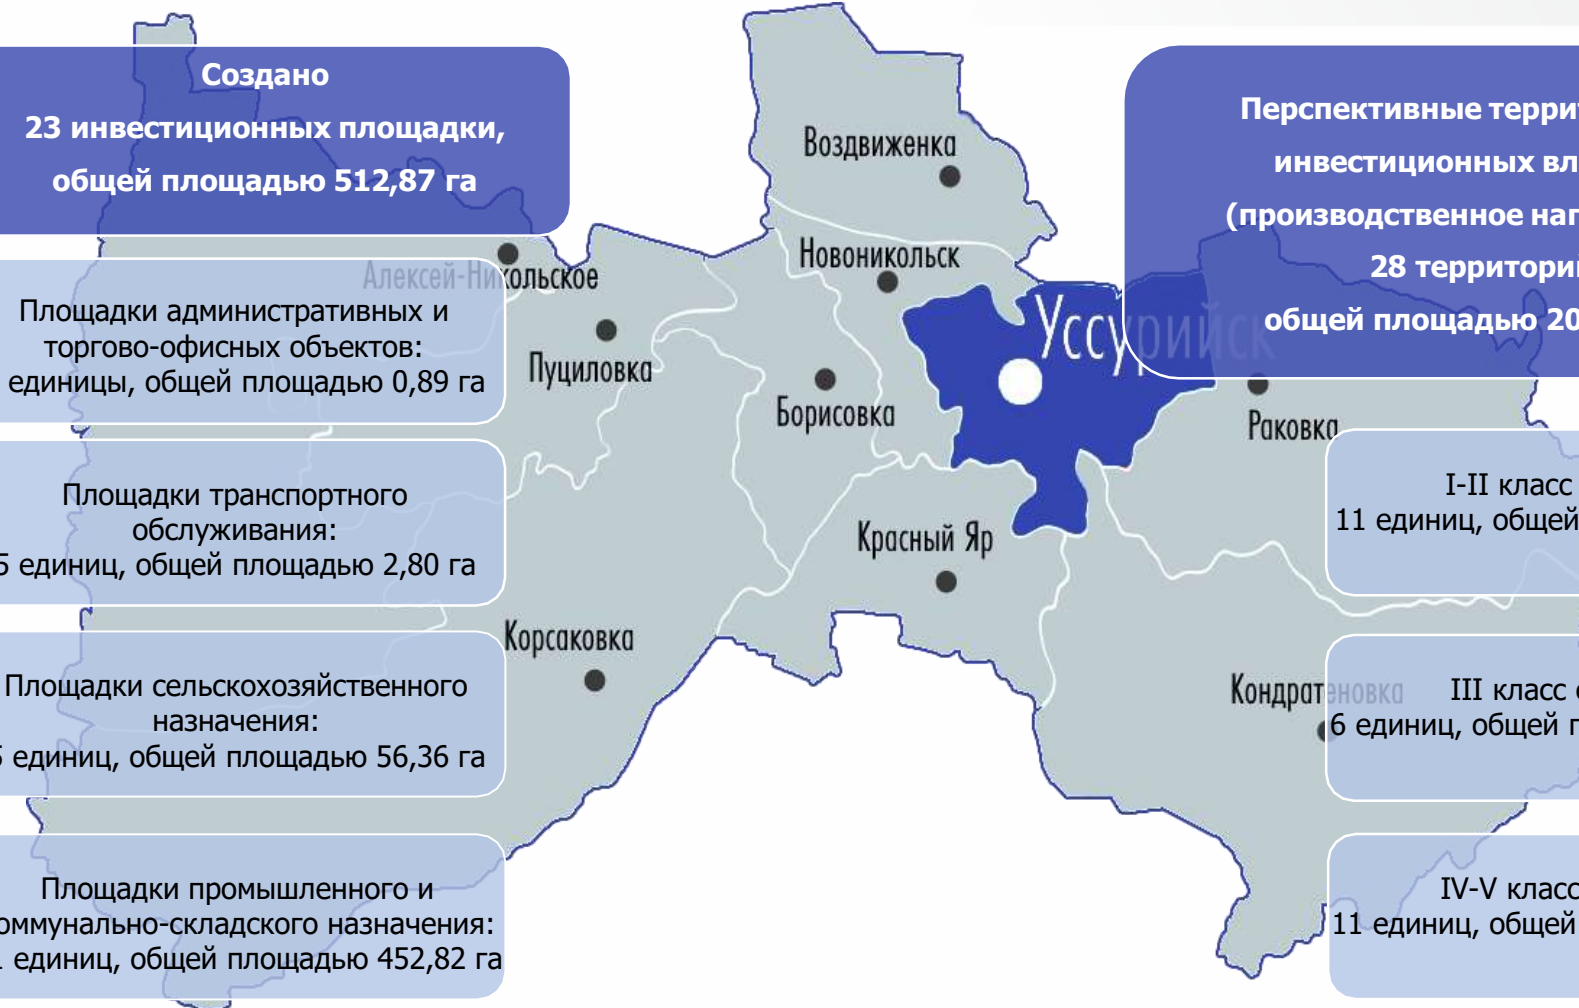 Создано
23 инвестиционных площадки,
общей площадью 512,87 га
Площадки административных и
торгово-офисных объектов:
единицы, общей площадью 0,89 га
Площадки транспортного
обслуживания:
5 единиц, общей площадью 2,80 га
Площадки сельскохозяйственного
назначения:
единиц, общей площадью 56,36 га
Площадки промышленного и
оммунально-складского назначения:
единиц, общей площадью 452,82 га
Алексей-Никольское
Пуциловка
Корсаковка
Воздвиженка
Новоникольск
Борисовка
Уссурийск
Красный Яр
Раковка
Кондратеновка
Перспективные террит
инвестиционных вл
(производственное наг
28 территори
общей площадью 20
I-II класс
11 единиц, общей
III класс
6 единиц, общей
IV-V класс
11 единиц, общей